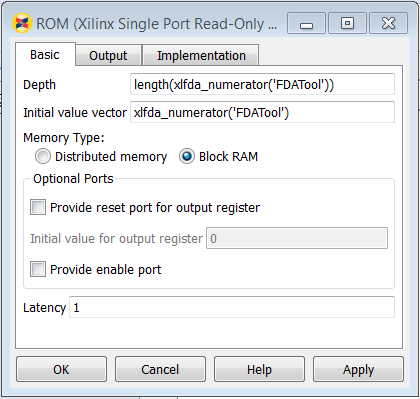 ROM (Xilinx Single Port Read-Only ...
Basic Output Implementation
Depth length(xlfda_numerator('FDATool'))
Initial value vector xlfda_numerator('FDATool')
Memory Type:
Distributed memory Block RAM
Optional Ports
Provide reset port for output register
Initial value for output register 0
Provide enable port
Latency 1
OK Cancel Help Apply